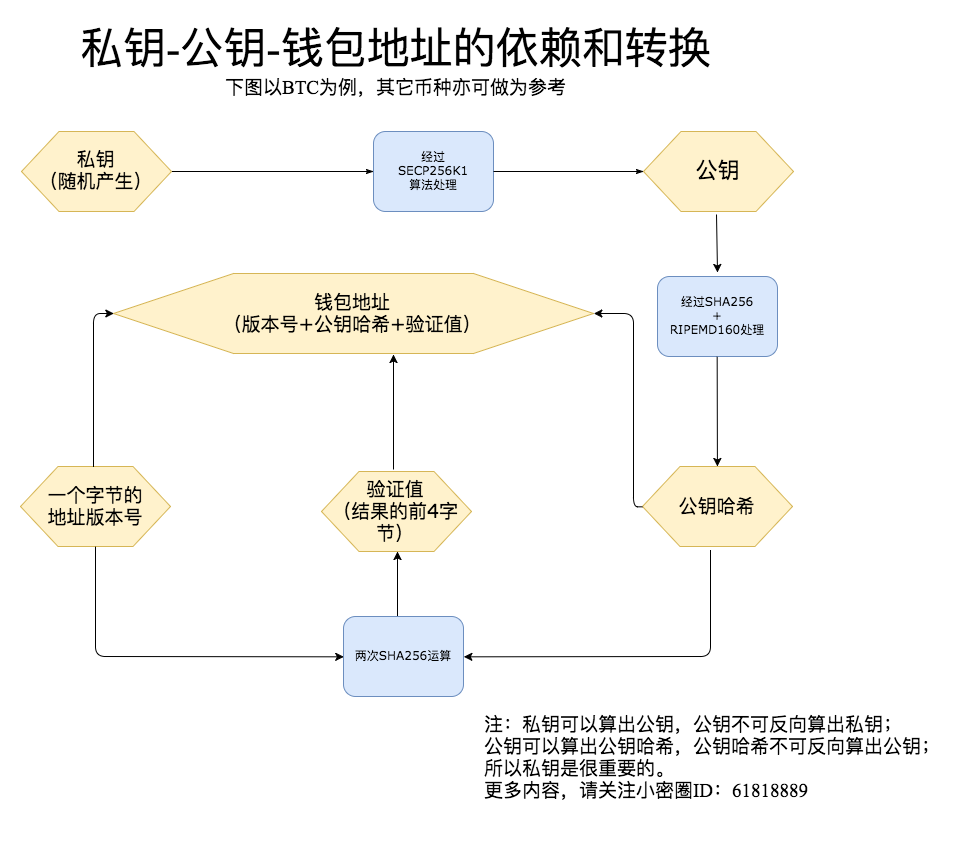 私钥-公钥-钱包地址的依赖和转换
下图以BTC为例，其它币种亦可做为参考
私钥
（随机产生）
经过
SECP256K1
算法处理
公钥
经过SHA256
+
RIPEMD160处理
钱包地址
（版本号+公钥哈希+验证值）
一个字节的
地址版本号
验证值
（结果的前4字
节）
公钥哈希
两次SHA256运算
注：私钥可以算出公钥，公钥不可反向算出私钥；
公钥可以算出公钥哈希，公钥哈希不可反向算出公钥；
所以私钥是很重要的。
更多内容，请关注小密圈ID：61818889